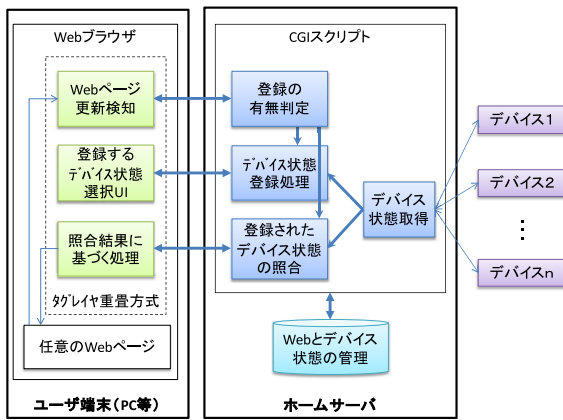 Webブラウザ
Webページ
更新検知
登録する
ﾃﾞﾊﾞｲｽ状態
選択UI
照合結果に
基づく処理
ﾀｸﾞﾚｲﾔ重畳方式
任意のWebページ
ユーザ端末(PC等)
CGIスクリプト
登録の
有無判定
ﾃﾞﾊﾞｲｽ状態
登録処理
登録された
デバイス状態
の照合
デバイス
状態取得
Webとデバイス
状態の管理
ホームサーバ
デバイス1
デバイス2
⋮
デバイスn